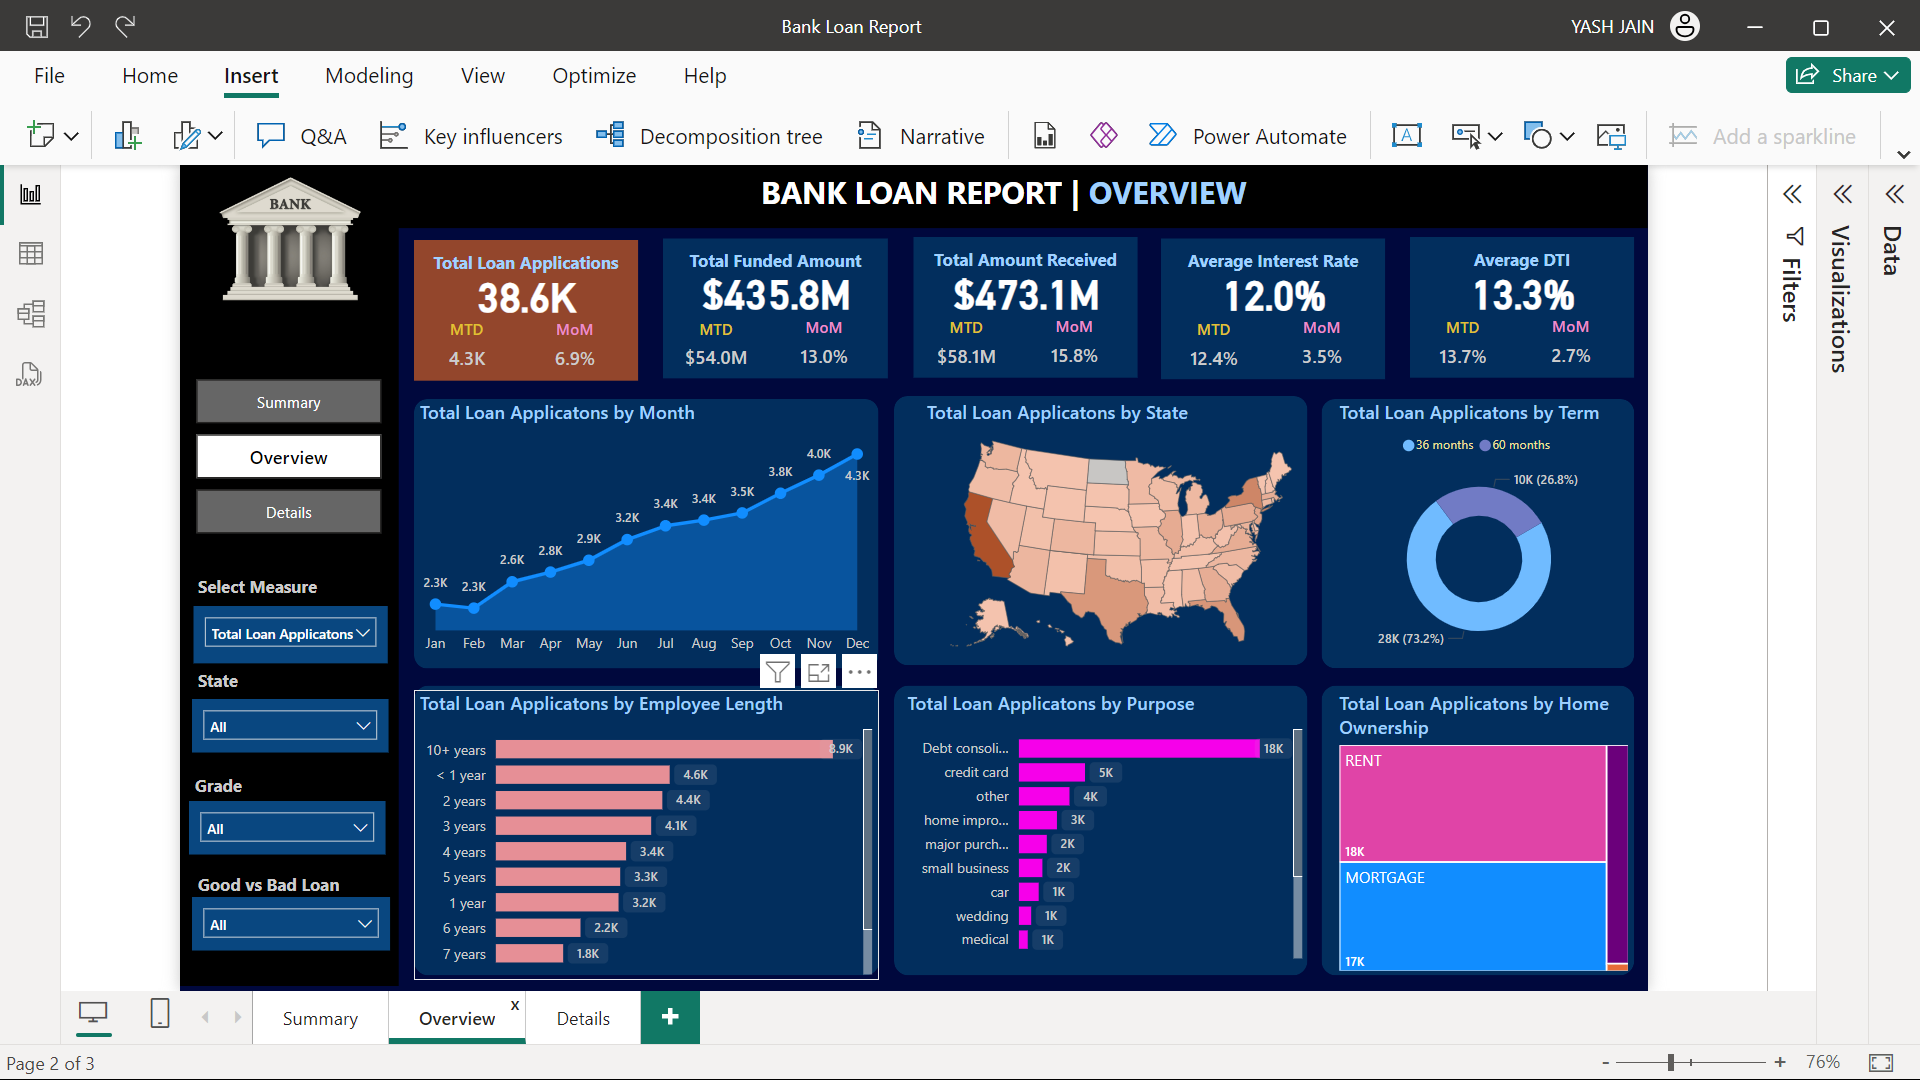 Bank Loan Report
YASH JAIN
File Home Insert Modeling View Optimize Help
Share
Q&A Key influencers Decomposition tree Narrative Power Automate Add a sparkline
BANK
BANK LOAN REPORT | OVERVIEW
Total Loan Applications
38.6K
MTD MoM
4.3K 6.9%
Total Funded Amount
$435.8M
MTD MoM
$54.0M 13.0%
Total Amount Received
$473.1M
MTD MoM
$58.1M 15.8%
Average Interest Rate
12.0%
MTD MoM
12.4% 3.5%
Average DTI
13.3%
MTD MoM
13.7% 2.7%
Filters
Visualizations
Data
DAX
Summary
Overview
Details
Select Measure
Total Loan Applicatons
State
All
Grade
All
Good vs Bad Loan
All
Total Loan Applicatons by Month
2.3K 2.3K 2.6K 2.8K 2.9K 3.2K 3.4K 3.4K 3.5K 3.8K 4.0K 4.3K
Jan Feb Mar Apr May Jun Jul Aug Sep Oct Nov Dec
Total Loan Applicatons by State
Total Loan Applicatons by Term
36 months 60 months
10K (26.8%)
28K (73.2%)
Total Loan Applicatons by Employee Length
10+ years 8.9K
< 1 year 4.6K
2 years 4.4K
3 years 4.1K
4 years 3.4K
5 years 3.3K
1 year 3.2K
6 years 2.2K
7 years 1.8K
Total Loan Applicatons by Purpose
Debt consoli... 18K
credit card 5K
other 4K
home impro... 3K
major purch... 2K
small business 2K
car 1K
wedding 1K
medical 1K
Total Loan Applicatons by Home
Ownership
RENT
18K
MORTGAGE
17K
Summary Overview x Details +
Page 2 of 3
- + 76%